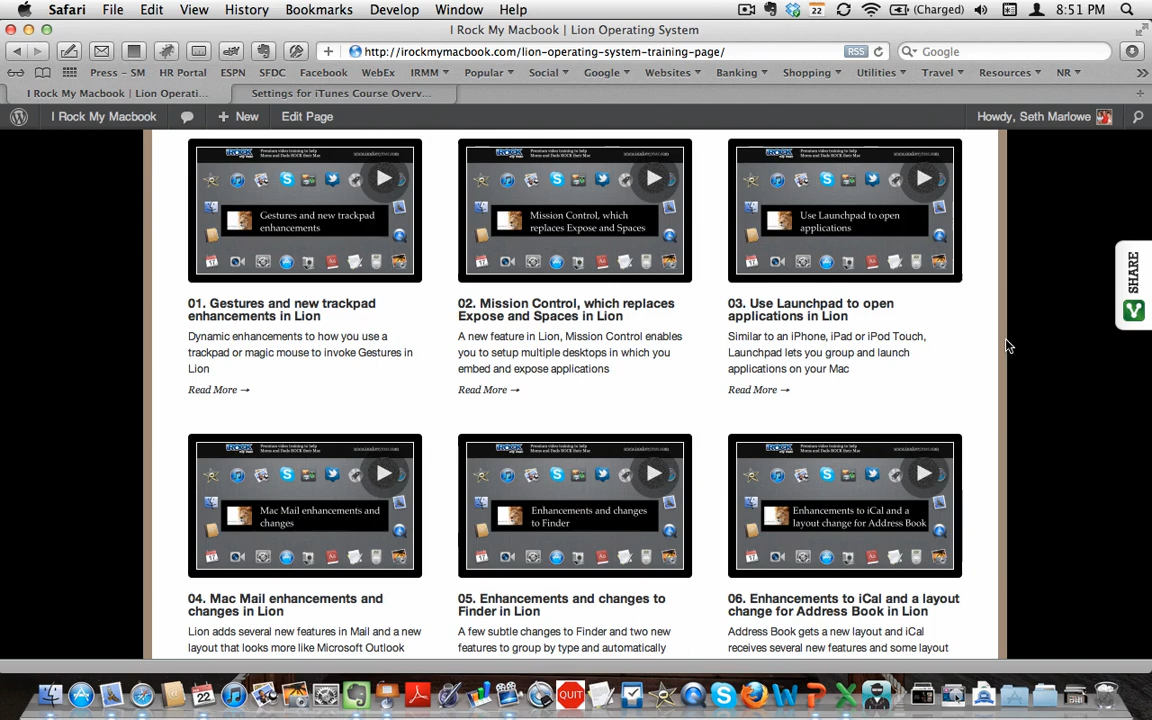 Safari File Edit View History Bookmarks Develop Window Help 22 (Charged) 8:51 PM
I Rock My Macbook | Lion Operating System
http://irockmymacbook.com/lion-operating-system-training-page/ RSS Google
Press - SM HR Portal ESPN SFDC Facebook WebEx IRMM Popular Social Google Websites Banking Shopping Utilities Travel Resources NR
I Rock My Macbook | Lion Operati... Settings for iTunes Course Overv...
I Rock My Macbook + New Edit Page Howdy, Seth Marlowe
SHARE
Gestures and new trackpad
enhancements
Mission Control, which
replaces Expose and Spaces
Use Launchpad to open
applications
01. Gestures and new trackpad
enhancements in Lion
Dynamic enhancements to how you use a
trackpad or magic mouse to invoke Gestures in
Lion
Read More →
02. Mission Control, which replaces
Expose and Spaces in Lion
A new feature in Lion, Mission Control enables
you to setup multiple desktops in which you
embed and expose applications
Read More →
03. Use Launchpad to open
applications in Lion
Similar to an iPhone, iPad or iPod Touch,
Launchpad lets you group and launch
applications on your Mac
Read More →
Mac Mail enhancements and
changes
Enhancements and changes
to Finder
Enhancements to iCal and a
layout change for Address Book
04. Mac Mail enhancements and
changes in Lion
Lion adds several new features in Mail and a new
layout that looks more like Microsoft Outlook
05. Enhancements and changes to
Finder in Lion
A few subtle changes to Finder and two new
features to group by type and automatically
06. Enhancements to iCal and a layout
change for Address Book in Lion
Address Book gets a new layout and iCal
receives several new features and some layout
22 QUIT